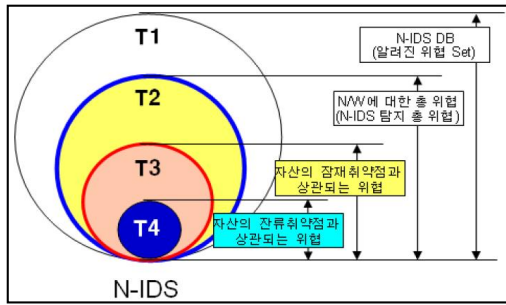 T1
T2
T3
T4
N-IDS
N-IDS DB
(알려진 위협 Set)
N/W에 대한 총 위협
(N-IDS 탐지 총 위협)
자산의 잠재취약점과
상관되는 위협
자산의 잔류취약점과
상관되는 위협